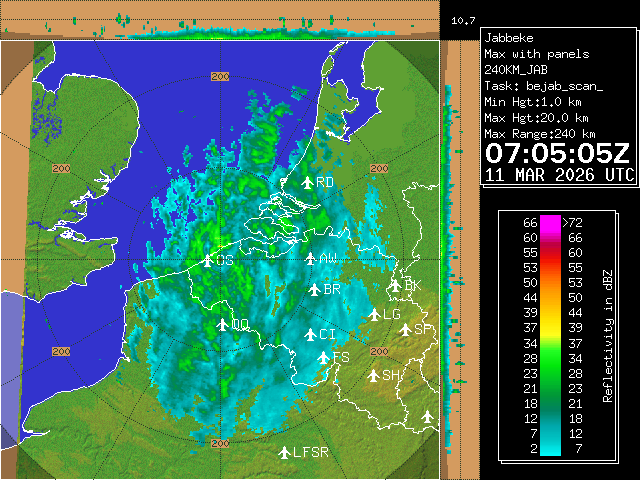 10.7
Jabbeke
Max with panels
240KM_JAB
Task: bejab_scan_
Min Hgt:1.0 km
Max Hgt:20.0 km
Max Range:240 km
07:05:05Z
11 MAR 2026 UTC
200
200
200
RD
OS
AW
BR
BK
LG
QO
CI
SP
FS
200
200
SH
200
LFSR
66 >72
60 66
55 60
53 55
50 53
44 50
39 44
37 39
34 37
28 34
23 28
21 23
18 21
12 18
7 12
2 7
Reflectivity in dBZ